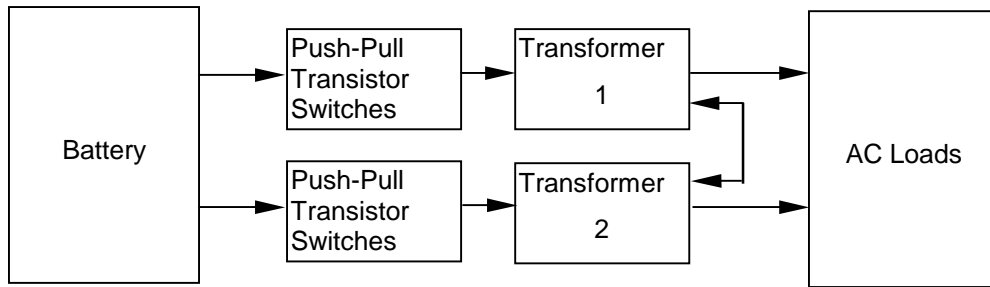 Battery
Push-Pull
Transistor
Switches
Transformer
1
Push-Pull
Transistor
Switches
Transformer
2
AC Loads